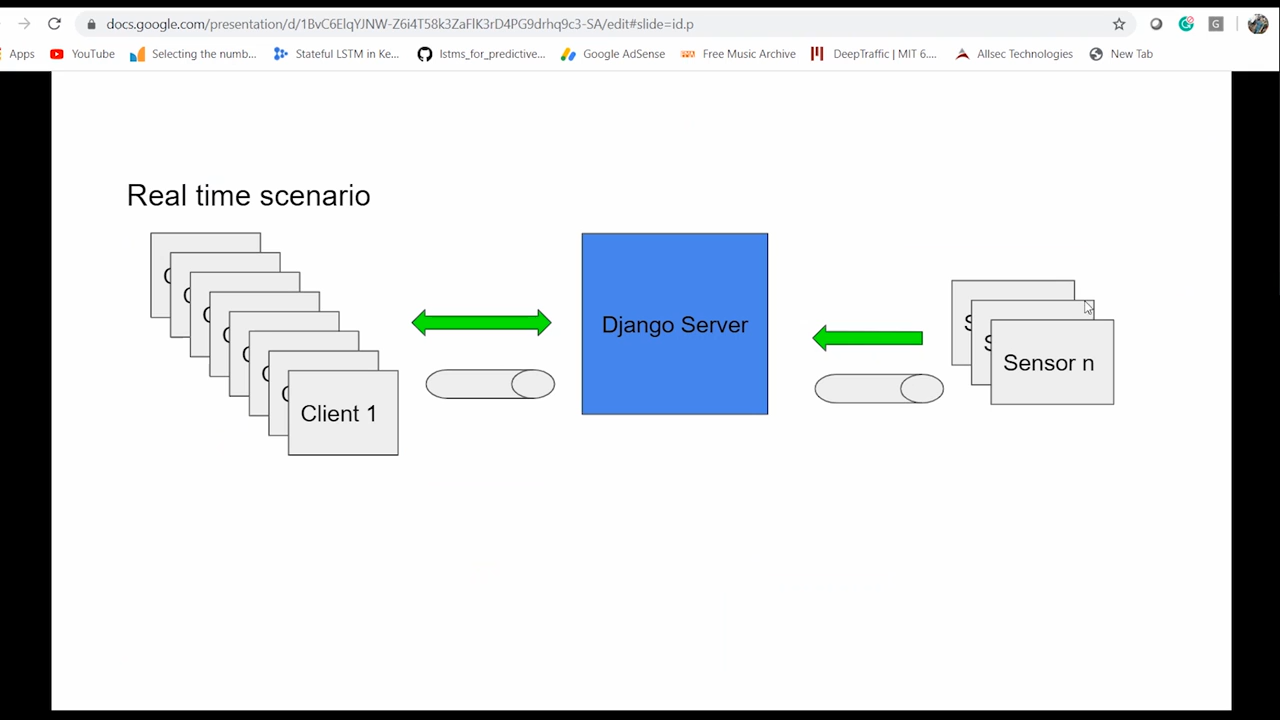 docs.google.com/presentation/d/1BvC6ElqYJNW-Z6i4T58k3ZaFlK3rD4PG9drhq9c3-SA/edit#slide=id.p
G
Apps YouTube Selecting the numb... Stateful LSTM in Ke... lstms_for_predictive... Google AdSense Free Music Archive DeepTraffic | MIT 6.... Allsec Technologies New Tab
Real time scenario
Django Server
Sensor n
Client 1